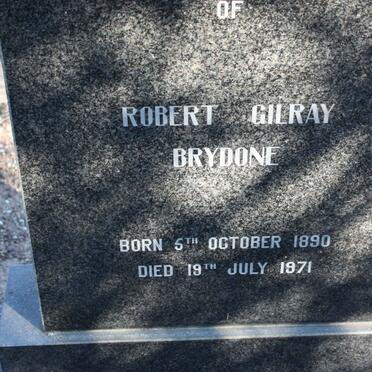 OF
ROBERT GILRAY
BRYDONE
BORN 5TH OCTOBER 1890
DIED 19TH JULY 1971